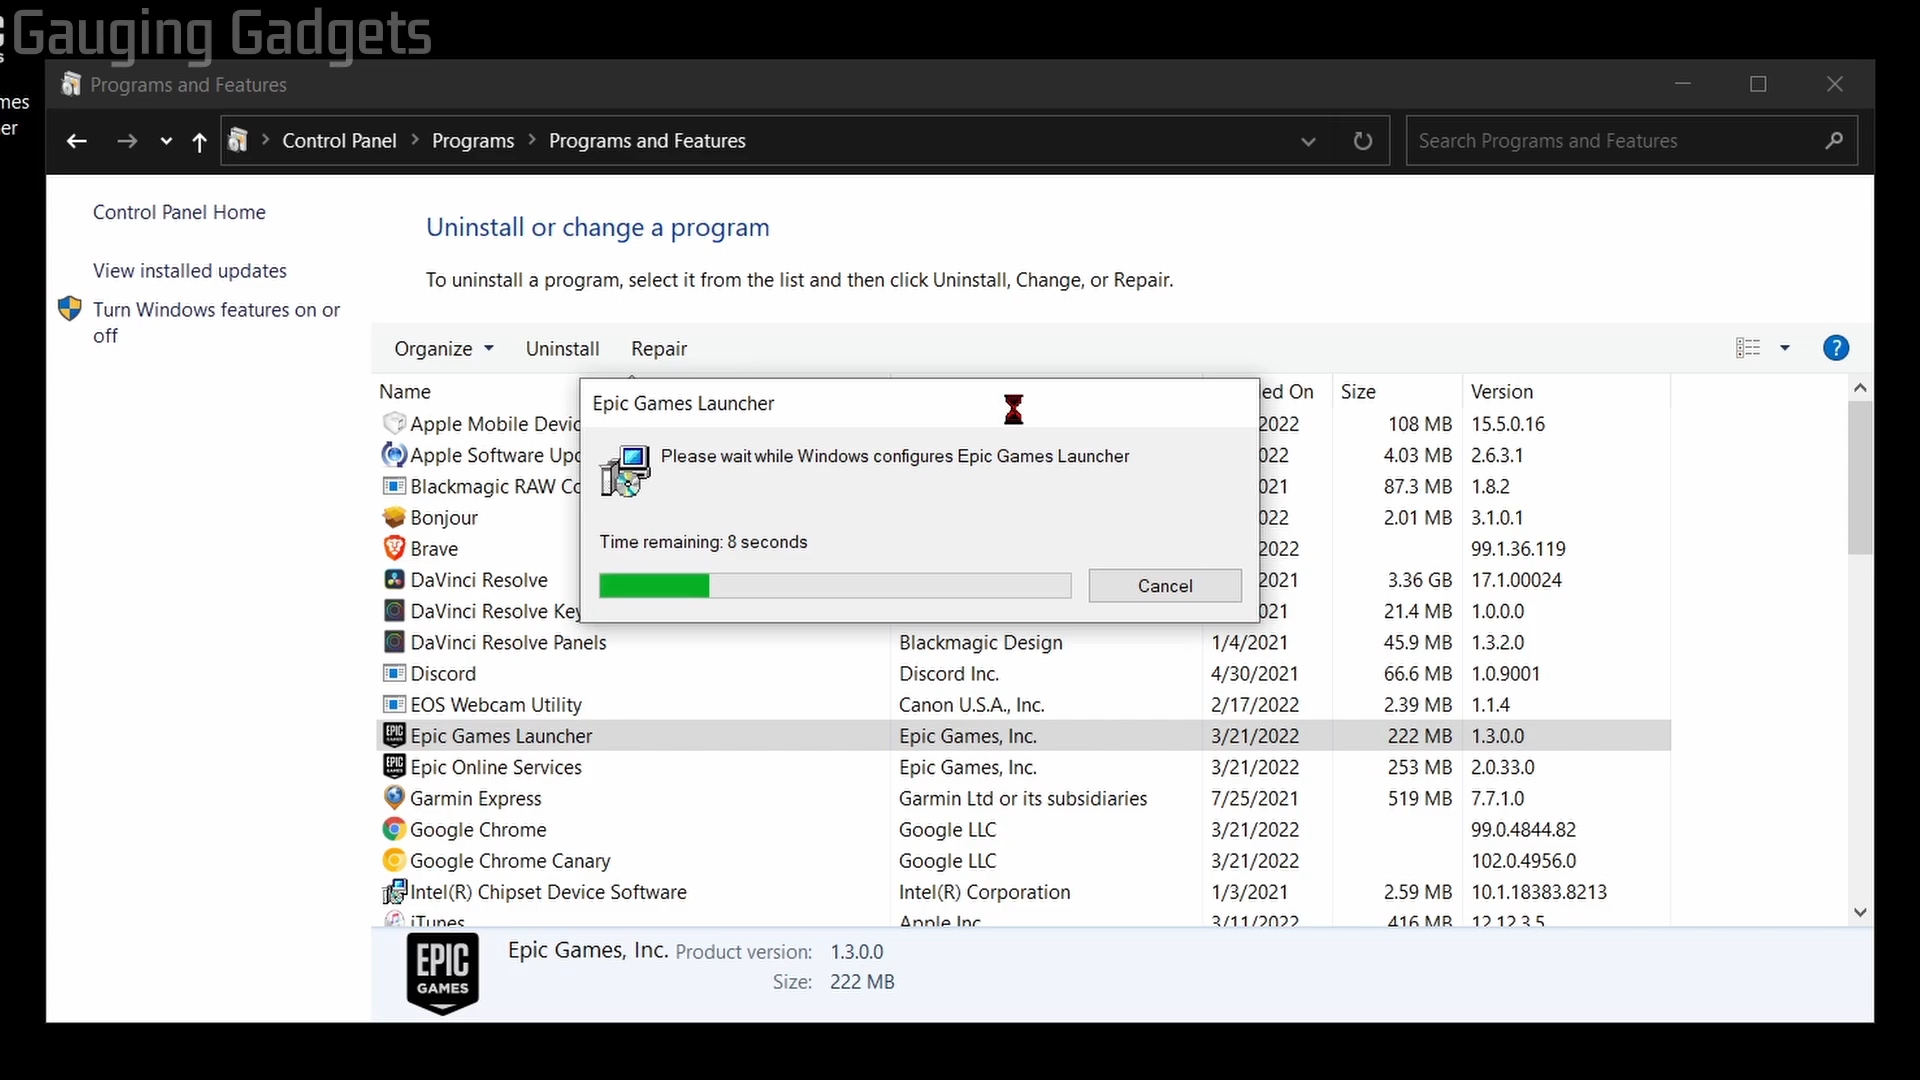 Gauging Gadgets
Programs and Features
Control Panel
Programs
Programs and Features
Search Programs and Features
Control Panel Home
View installed updates
Turn Windows features on or
off
Uninstall or change a program
To uninstall a program, select it from the list and then click Uninstall, Change, or Repair.
Organize
Uninstall
Repair
?
Name
ed On
Size
Version
Epic Games Launcher
Please wait while Windows configures Epic Games Launcher
Time remaining: 8 seconds
Cancel
Apple Mobile Devic
2022
108 MB
15.5.0.16
Apple Software Upd
022
4.03 MB
2.6.3.1
Blackmagic RAW Co
021
87.3 MB
1.8.2
Bonjour
022
2.01 MB
3.1.0.1
Brave
2022
99.1.36.119
DaVinci Resolve
2021
3.36 GB
17.1.00024
DaVinci Resolve Key
021
21.4 MB
1.0.0.0
DaVinci Resolve Panels
Blackmagic Design
1/4/2021
45.9 MB
1.3.2.0
Discord
Discord Inc.
4/30/2021
66.6 MB
1.0.9001
EOS Webcam Utility
Canon U.S.A., Inc.
2/17/2022
2.39 MB
1.1.4
Epic Games Launcher
Epic Games, Inc.
3/21/2022
222 MB
1.3.0.0
Epic Online Services
Epic Games, Inc.
3/21/2022
253 MB
2.0.33.0
Garmin Express
Garmin Ltd or its subsidiaries
7/25/2021
519 MB
7.7.1.0
Google Chrome
Google LLC
3/21/2022
99.0.4844.82
Google Chrome Canary
Google LLC
3/21/2022
102.0.4956.0
Intel(R) Chipset Device Software
Intel(R) Corporation
1/3/2021
2.59 MB
10.1.18383.8213
iTunes
Apple Inc.
3/11/2022
416 MB
12.12.3.5
EPIC
GAMES
Epic Games, Inc.
Product version:
1.3.0.0
Size:
222 MB